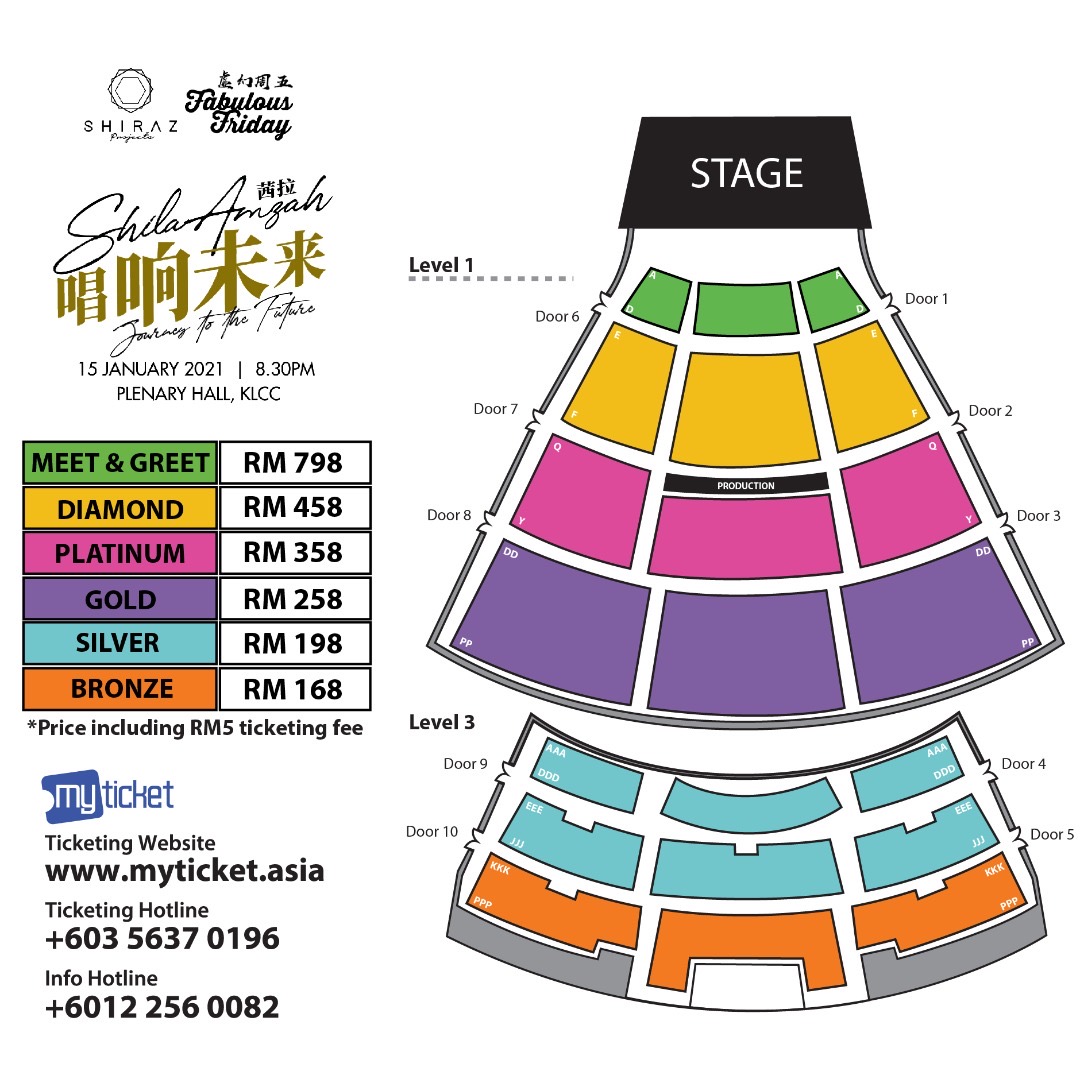 SHIRAZ
Projects
虚幻周五
Fabulous
Friday
Shila Amzah 茜拉
唱响未来
Journey to the Future
15 JANUARY 2021 | 8.30PM
PLENARY HALL, KLCC
MEET & GREET RM 798
DIAMOND RM 458
PLATINUM RM 358
GOLD RM 258
SILVER RM 198
BRONZE RM 168
*Price including RM5 ticketing fee
myticket
Ticketing Website
www.myticket.asia
Ticketing Hotline
+603 5637 0196
Info Hotline
+6012 256 0082
STAGE
Level 1
A A
D D
Door 6 Door 1
E E
F F
Door 7 Door 2
Q Q
PRODUCTION
Y Y
Door 8 Door 3
DD DD
PP PP
Level 3
AAA AAA
DDD DDD
Door 9 Door 4
EEE EEE
JJJ JJJ
Door 10 Door 5
KKK KKK
PPP PPP